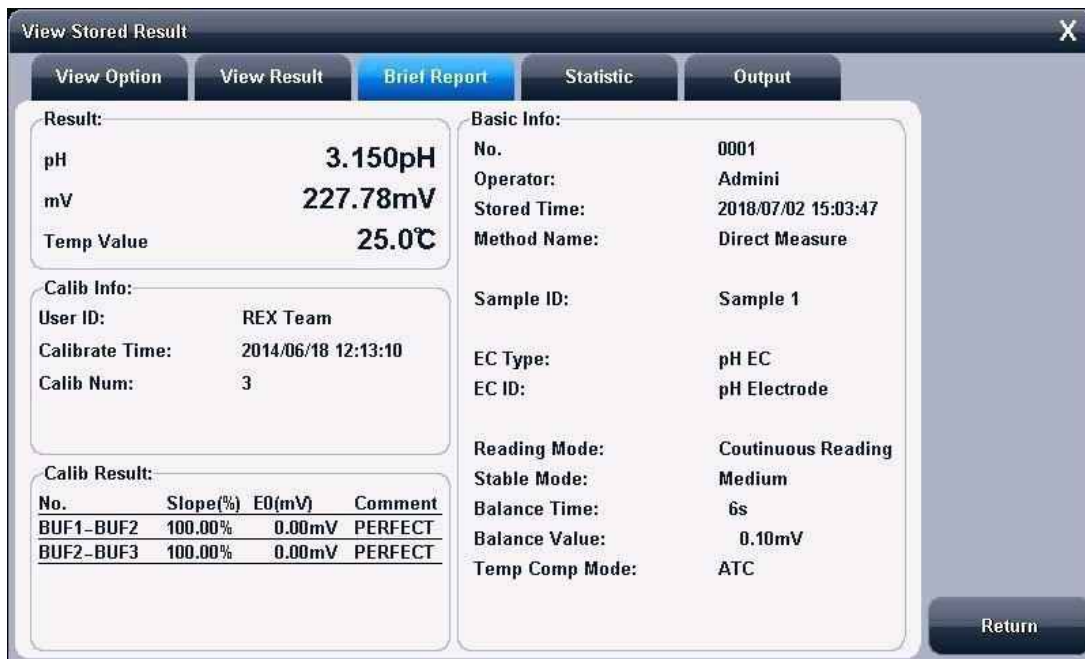 View Stored Result X
View Option View Result Brief Report Statistic Output
Result:
pH 3.150pH
mV 227.78mV
Temp Value 25.0℃
Calib Info:
User ID: REX Team
Calibrate Time: 2014/06/18 12:13:10
Calib Num: 3
Calib Result:
No. Slope(%) E0(mV) Comment
BUF1-BUF2 100.00% 0.00mV PERFECT
BUF2-BUF3 100.00% 0.00mV PERFECT
Basic Info:
No. 0001
Operator: Admini
Stored Time: 2018/07/02 15:03:47
Method Name: Direct Measure
Sample ID: Sample 1
EC Type: pH EC
EC ID: pH Electrode
Reading Mode: Coutinuous Reading
Stable Mode: Medium
Balance Time: 6s
Balance Value: 0.10mV
Temp Comp Mode: ATC
Return